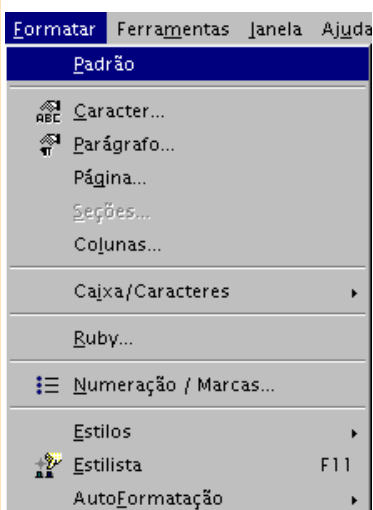 Formatar Ferramentas Janela Ajuda
Padrão
ABC Caracter...
Parágrafo...
Página...
Seções...
Colunas...
Caixa/Caracteres
Ruby...
Numeração / Marcas...
Estilos
Estilista F11
AutoFormatação